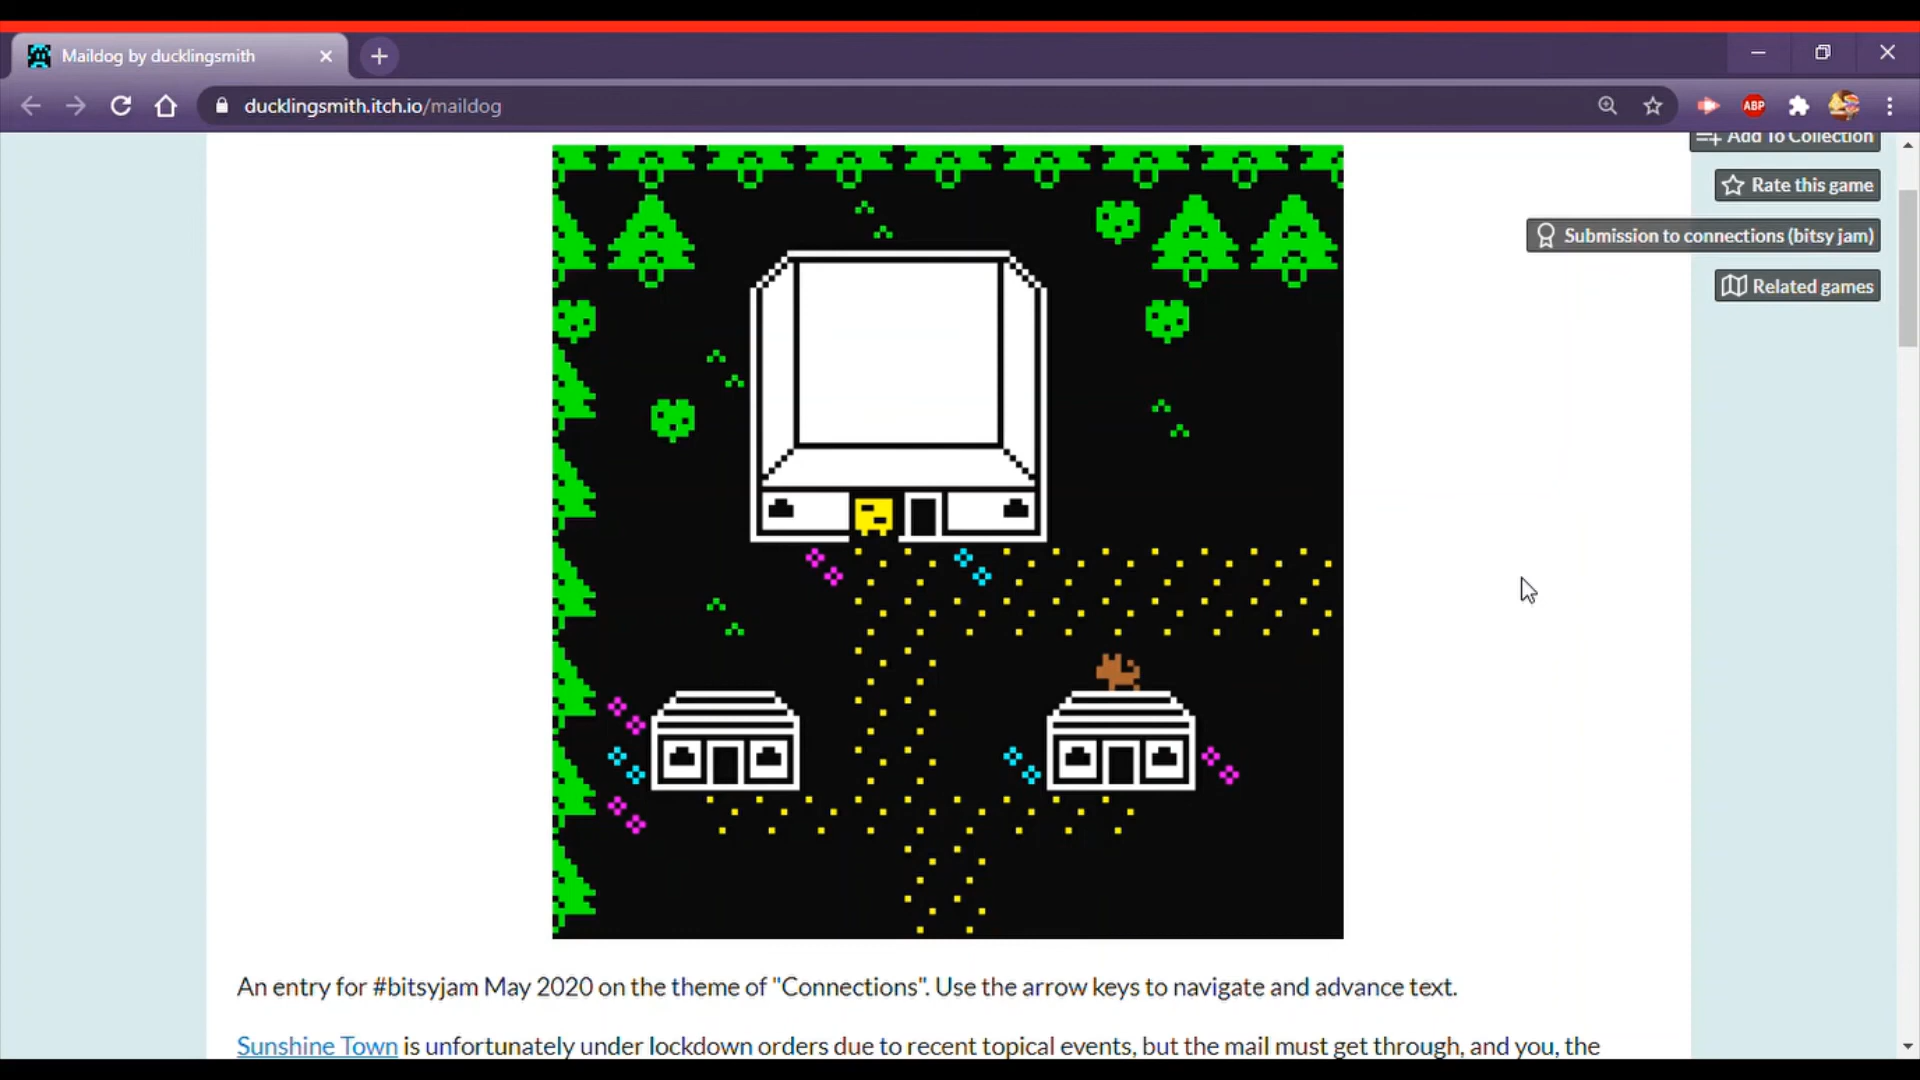 Maildog by ducklingsmith
ducklingsmith.itch.io/maildog
ABP
Add To Collection
Rate this game
Submission to connections (bitsy jam)
Related games
An entry for #bitsyjam May 2020 on the theme of "Connections". Use the arrow keys to navigate and advance text.
Sunshine Town is unfortunately under lockdown orders due to recent topical events, but the mail must get through, and you, the